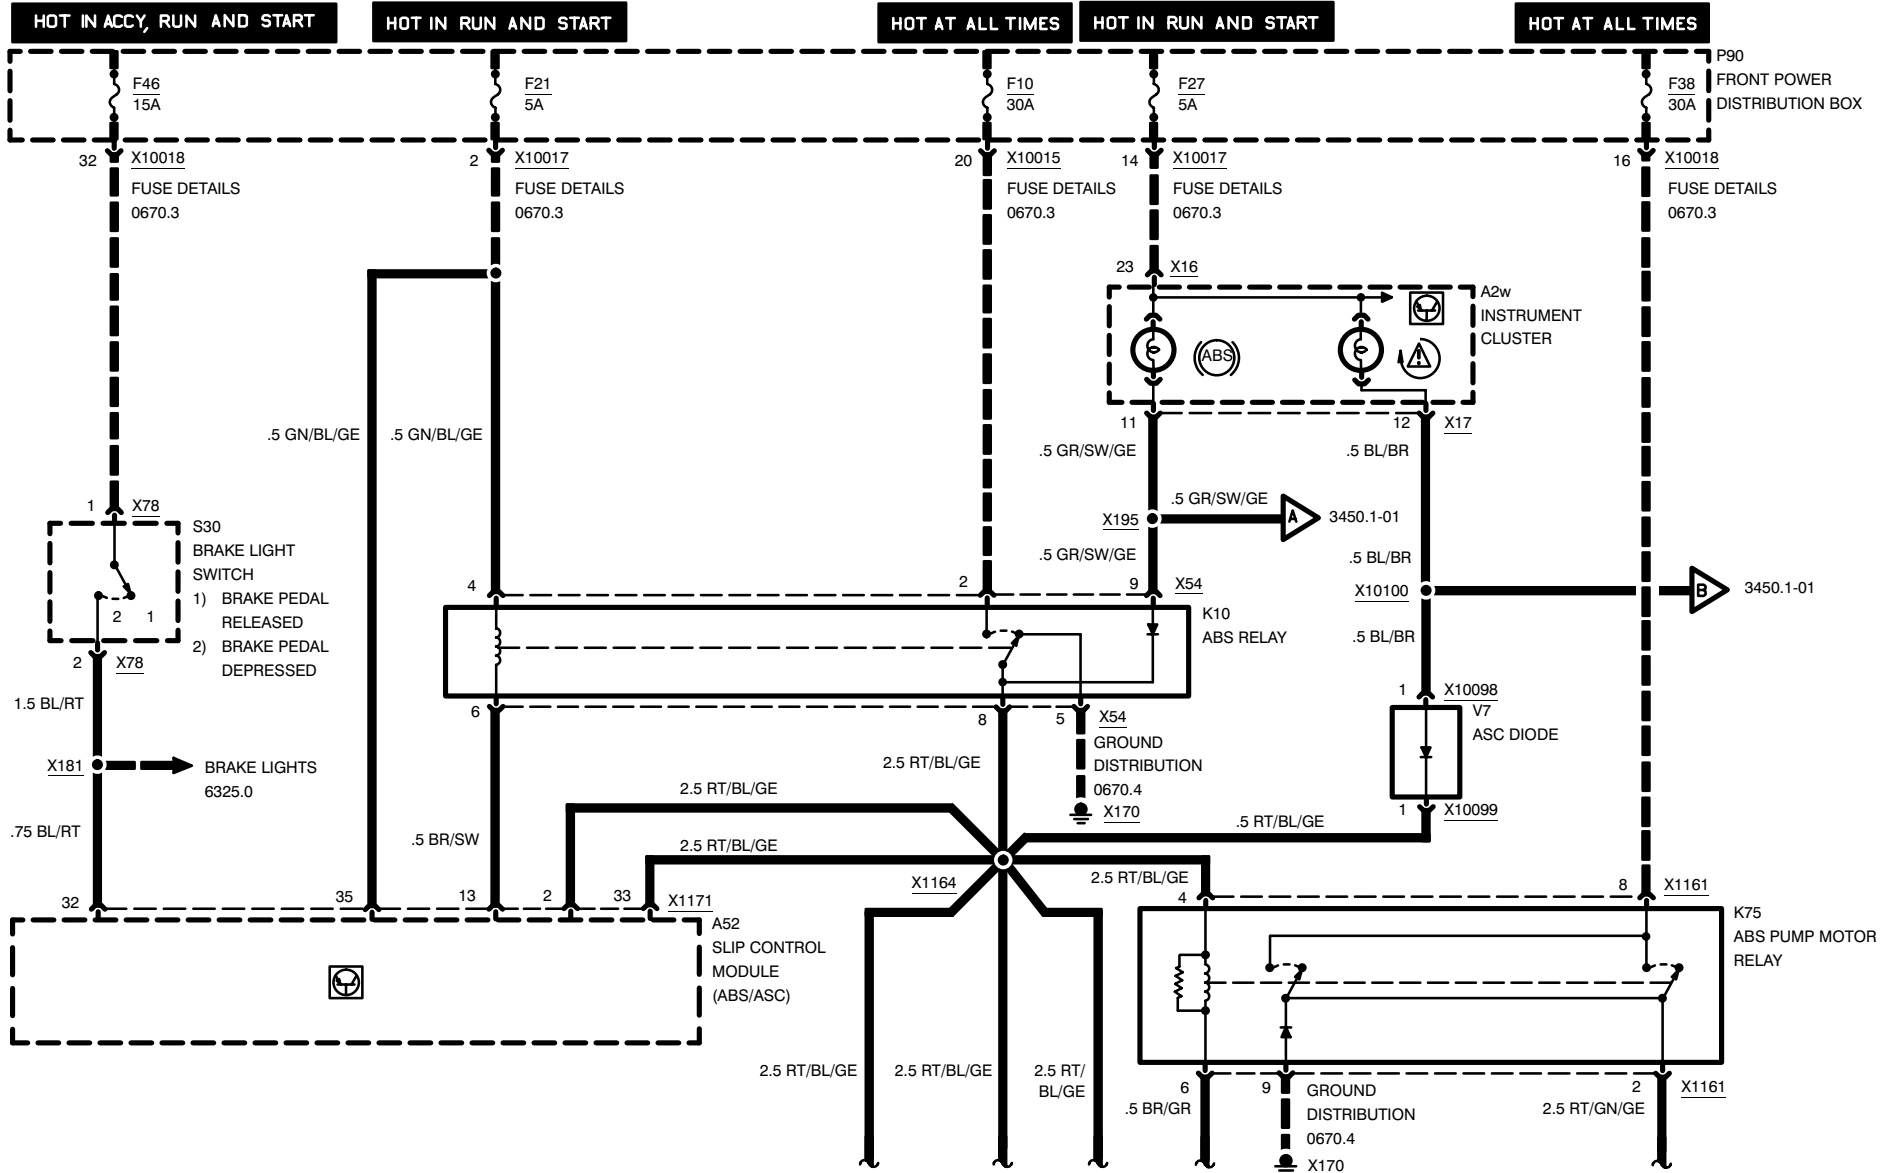 HOT IN ACCY, RUN AND START
HOT IN RUN AND START
HOT AT ALL TIMES
HOT IN RUN AND START
HOT AT ALL TIMES
P90
FRONT POWER
DISTRIBUTION BOX
F46
15A
F21
5A
F10
30A
F27
5A
F38
30A
32
X10018
FUSE DETAILS
0670.3
2
X10017
FUSE DETAILS
0670.3
20
X10015
FUSE DETAILS
0670.3
14
X10017
FUSE DETAILS
0670.3
16
X10018
FUSE DETAILS
0670.3
23
X16
A2w
INSTRUMENT
CLUSTER
ABS
11
12
X17
.5 GN/BL/GE
.5 GN/BL/GE
.5 GR/SW/GE
.5 BL/BR
X195
.5 GR/SW/GE
A
3450.1-01
.5 GR/SW/GE
.5 BL/BR
X10100
B
3450.1-01
.5 BL/BR
1
X78
S30
BRAKE LIGHT
SWITCH
1) BRAKE PEDAL
RELEASED
2) BRAKE PEDAL
DEPRESSED
2
1
2
X78
4
2
9
X54
K10
ABS RELAY
6
8
5
X54
GROUND
DISTRIBUTION
0670.4
X170
1
X10098
V7
ASC DIODE
1
X10099
1.5 BL/RT
X181
BRAKE LIGHTS
6325.0
.75 BL/RT
.5 BR/SW
2.5 RT/BL/GE
2.5 RT/BL/GE
2.5 RT/BL/GE
.5 RT/BL/GE
2.5 RT/BL/GE
X1164
32
35
13
2
33
X1171
A52
SLIP CONTROL
MODULE
(ABS/ASC)
4
8
X1161
K75
ABS PUMP MOTOR
RELAY
2.5 RT/BL/GE
2.5 RT/BL/GE
2.5 RT/
BL/GE
6
.5 BR/GR
9
GROUND
DISTRIBUTION
0670.4
X170
2
X1161
2.5 RT/GN/GE